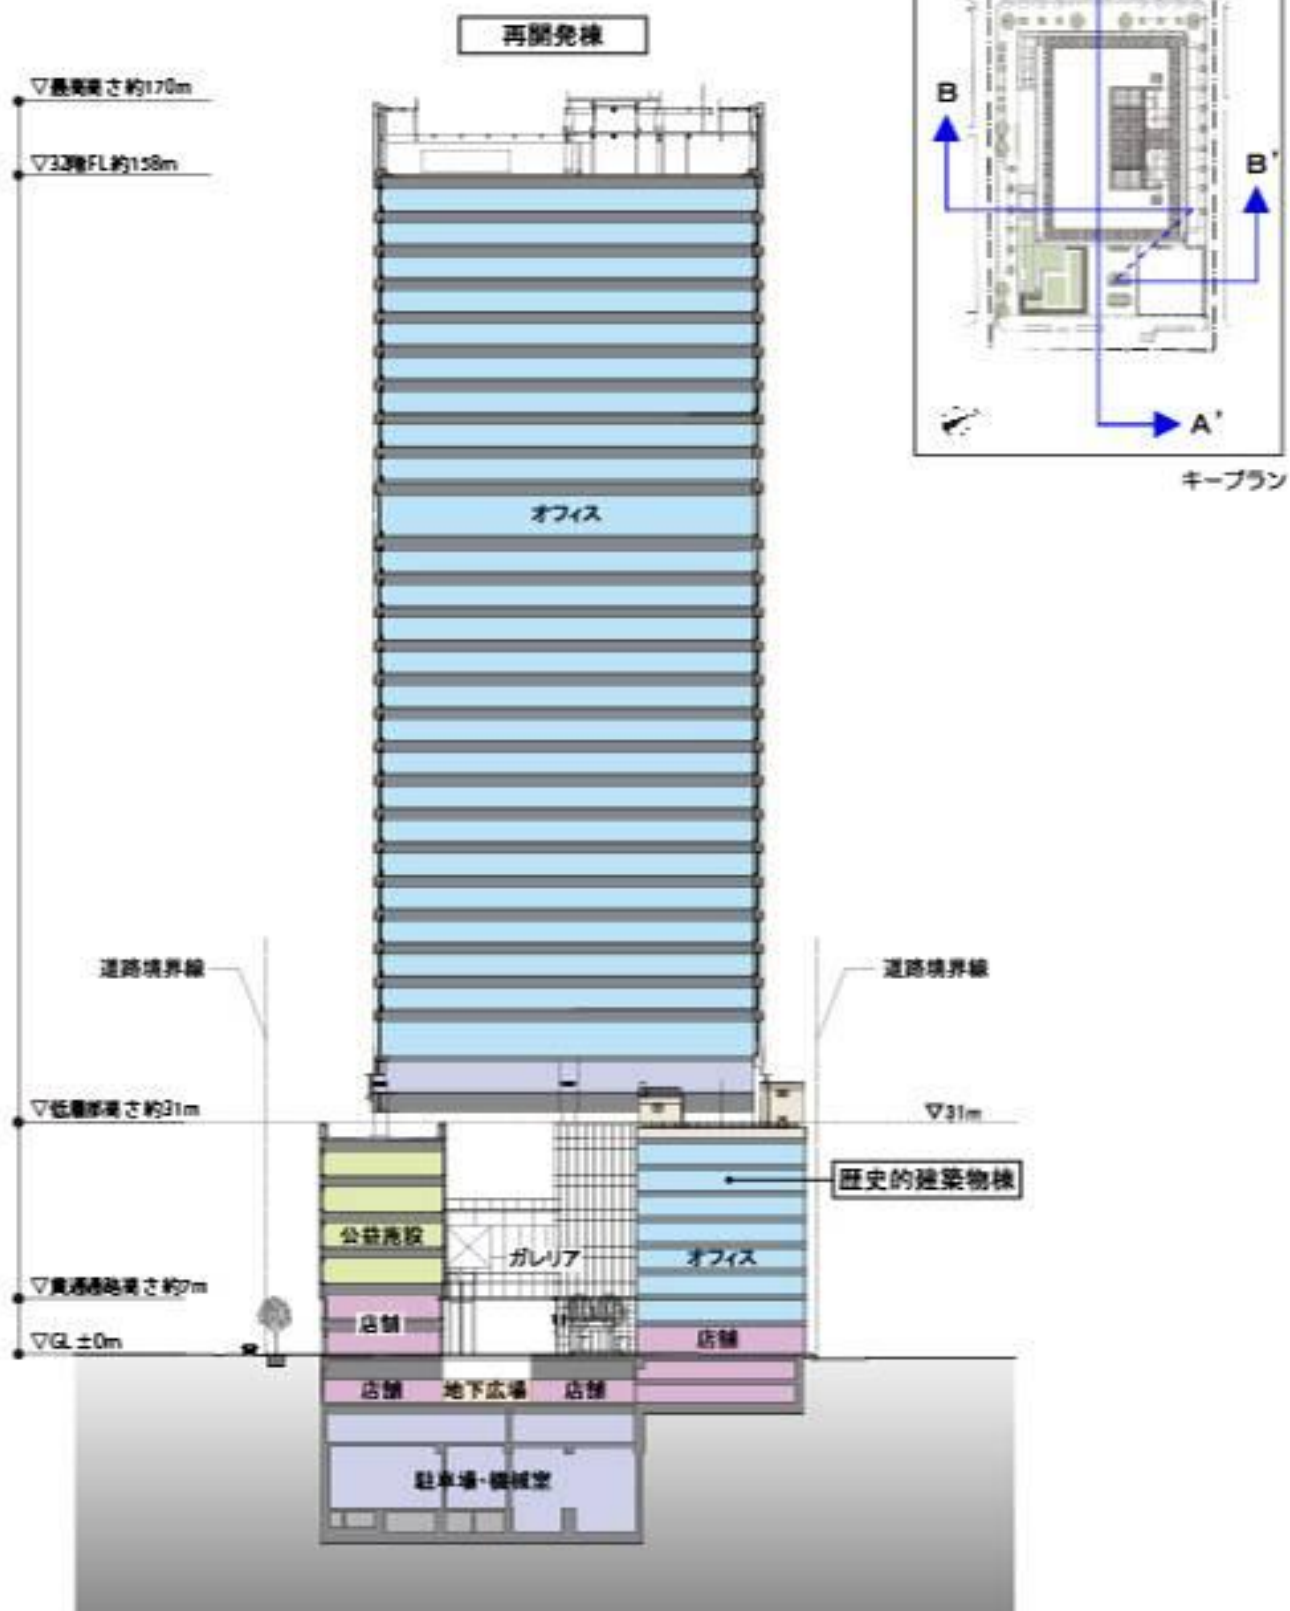 再開発棟
▽最高高さ約170m
▽32階FL約158m
B
B'
A'
キープラン
オフィス
道路境界線
道路境界線
▽低層部高さ約31m
▽31m
歴史的建築物棟
公益施設
ガレリア
オフィス
▽貫通通路高さ約7m
店舗
店舗
▽GL±0m
店舗
地下広場
店舗
駐車場・機械室